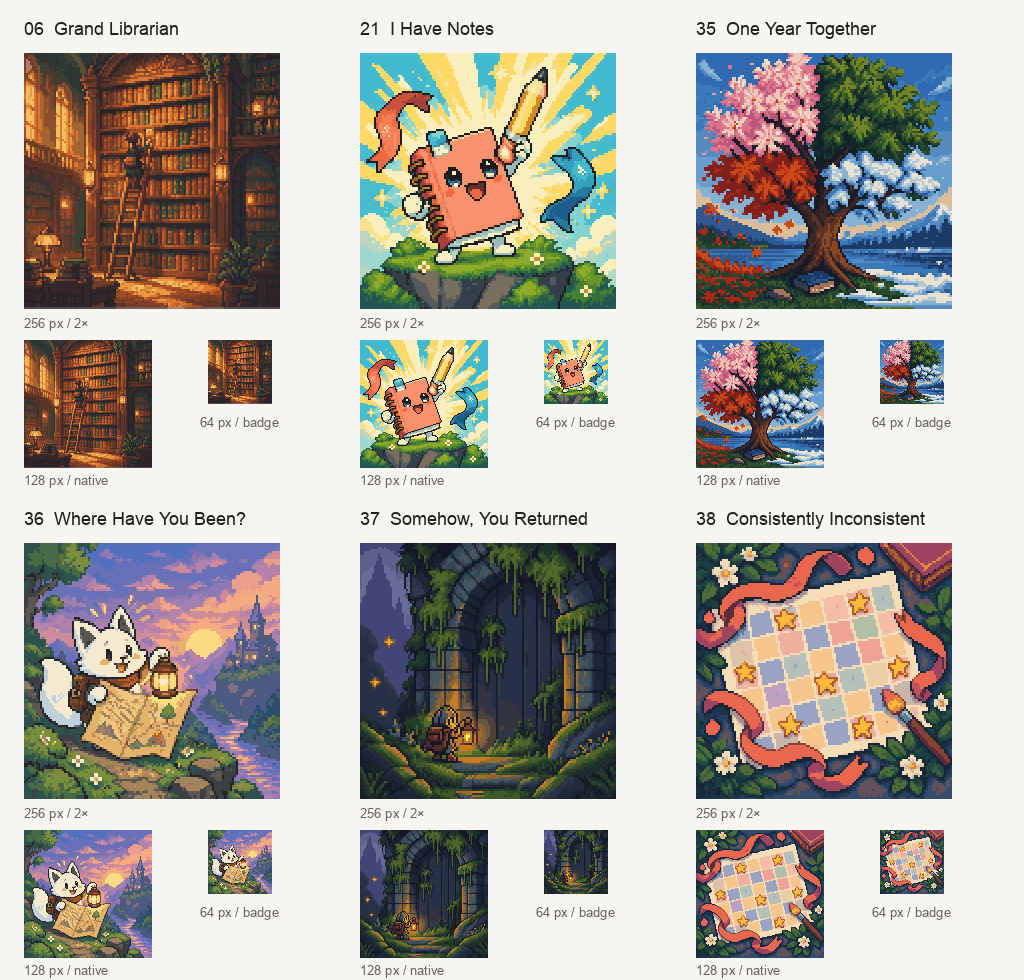 06 Grand Librarian
21 I Have Notes
35 One Year Together
256 px / 2×
256 px / 2×
256 px / 2×
64 px / badge
64 px / badge
64 px / badge
128 px / native
128 px / native
128 px / native
36 Where Have You Been?
37 Somehow, You Returned
38 Consistently Inconsistent
256 px / 2×
256 px / 2×
256 px / 2×
64 px / badge
64 px / badge
64 px / badge
128 px / native
128 px / native
128 px / native